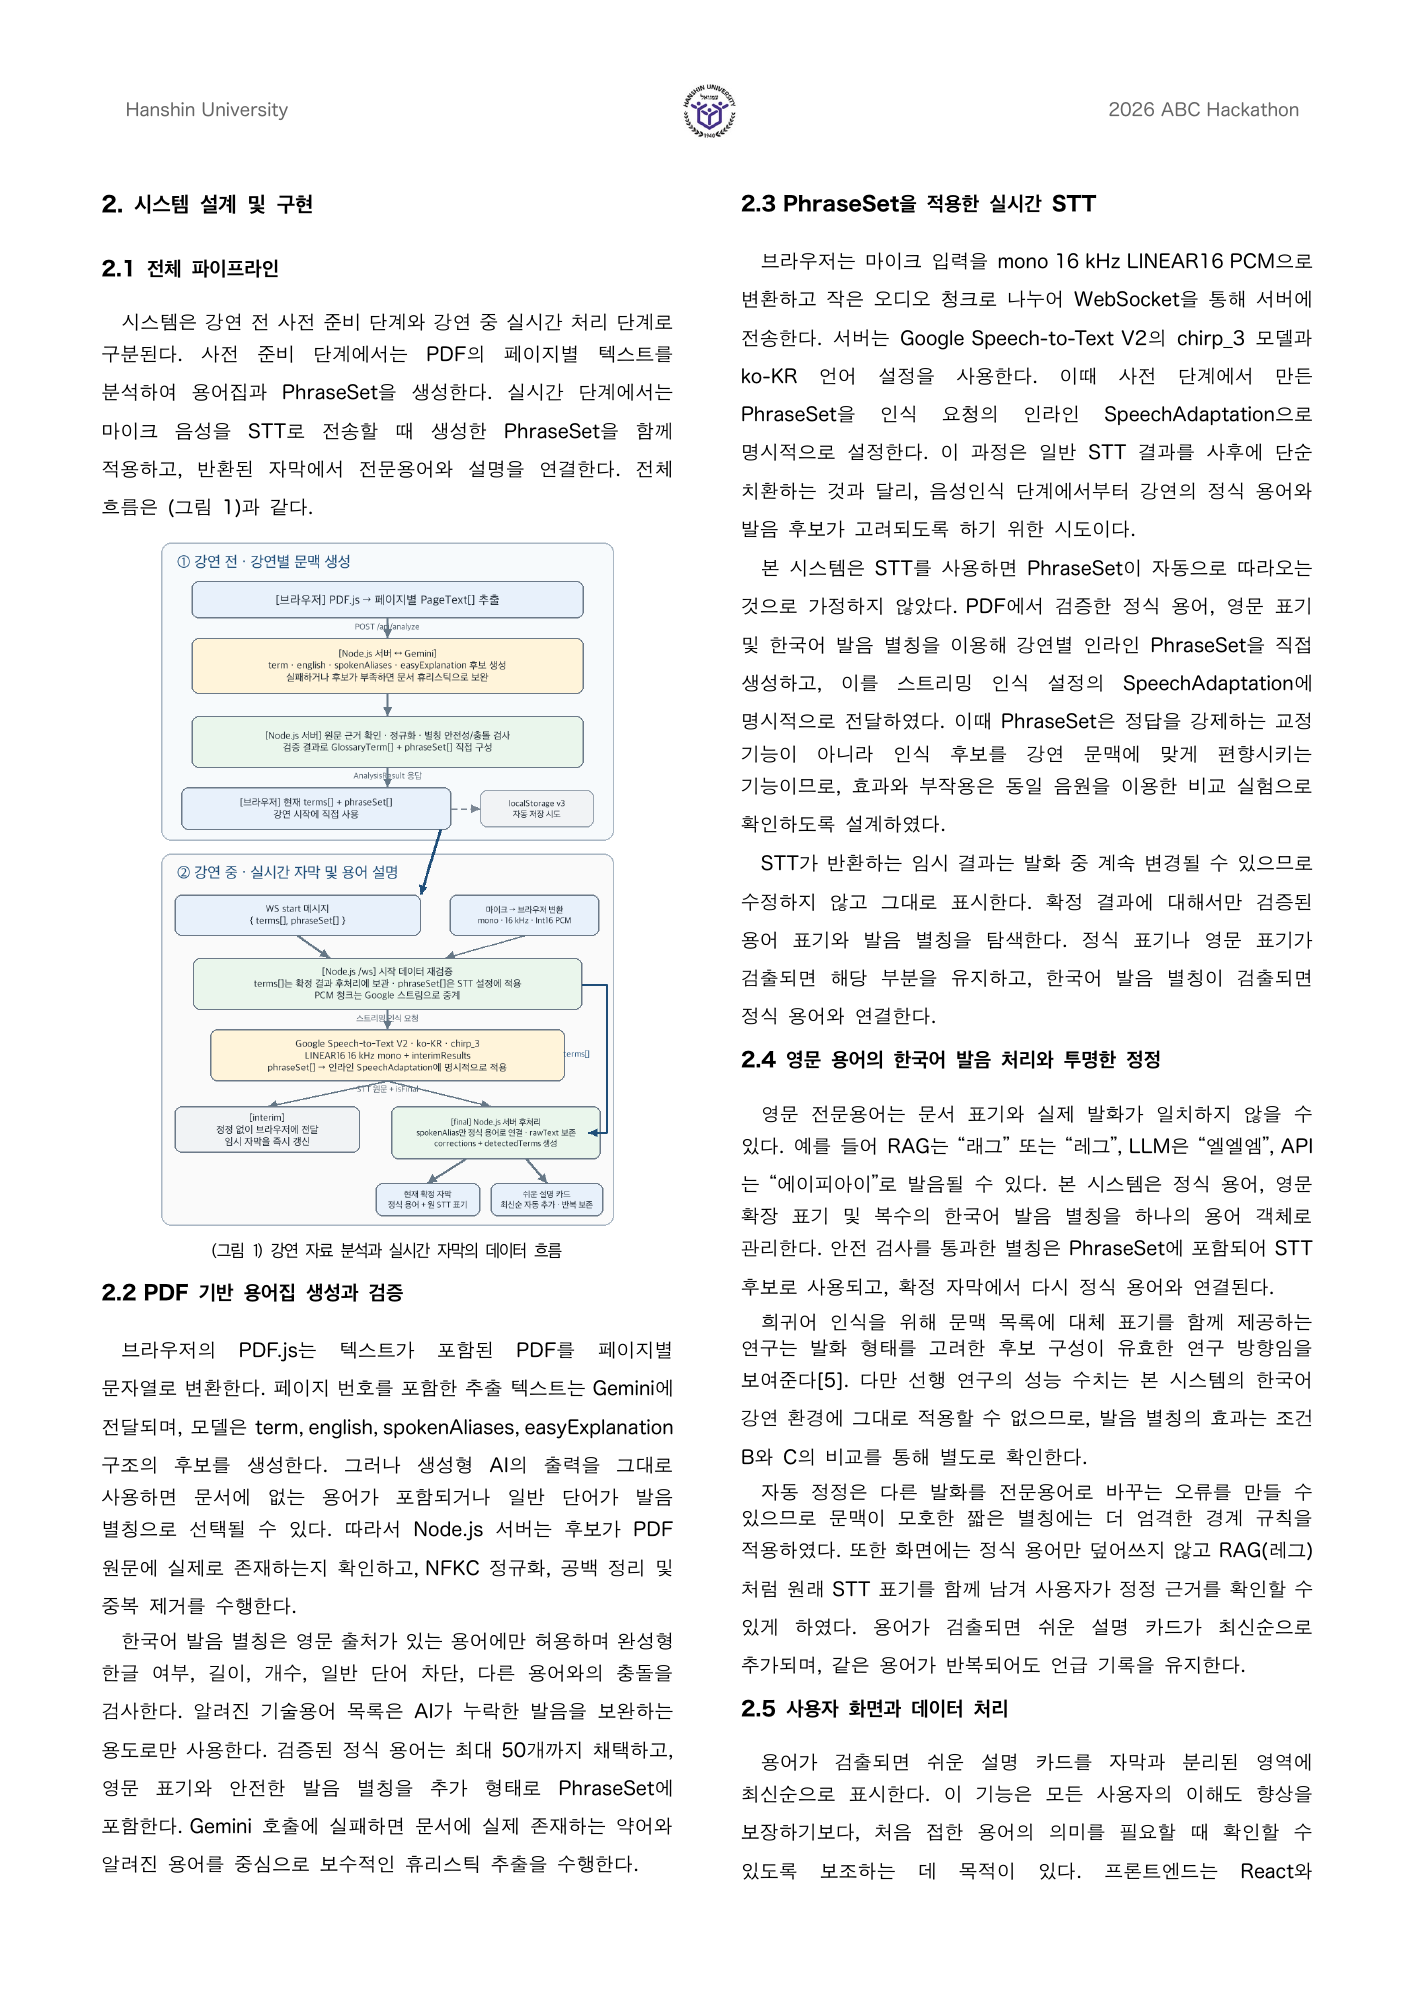 Hanshin University
HANSHIN UNIVERSITY
1940
2026 ABC Hackathon
2. 시스템 설계 및 구현
2.1 전체 파이프라인
시스템은 강연 전 사전 준비 단계와 강연 중 실시간 처리 단계로
구분된다. 사전 준비 단계에서는 PDF의 페이지별 텍스트를
분석하여 용어집과 PhraseSet을 생성한다. 실시간 단계에서는
마이크 음성을 STT로 전송할 때 생성한 PhraseSet을 함께
적용하고, 반환된 자막에서 전문용어와 설명을 연결한다. 전체
흐름은 (그림 1)과 같다.
① 강연 전 · 강연별 문맥 생성
[브라우저] PDF.js → 페이지별 PageText[] 추출
POST /api/analyze
[Node.js 서버 ↔ Gemini]
term · english · spokenAliases · easyExplanation 후보 생성
실패하거나 후보가 부족하면 문서 휴리스틱으로 보완
[Node.js 서버] 원문 근거 확인 · 정규화 · 별칭 안전성/충돌 검사
검증 결과로 GlossaryTerm[] + phraseSet[] 직접 구성
AnalysisResult 응답
[브라우저] 현재 terms[] + phraseSet[]
강연 시작에 직접 사용
localStorage v3
자동 저장 시도
② 강연 중 · 실시간 자막 및 용어 설명
WS start 메시지
{ terms[], phraseSet[] }
마이크 → 브라우저 변환
mono · 16 kHz · Int16 PCM
[Node.js /ws] 시작 데이터 재검증
terms[]는 확정 결과 후처리에 보관 · phraseSet[]은 STT 설정에 적용
PCM 청크는 Google 스트림으로 중계
스트리밍 인식 요청
Google Speech-to-Text V2 · ko-KR · chirp_3
LINEAR16 16 kHz mono + interimResults
phraseSet[] → 인라인 SpeechAdaptation에 명시적으로 적용
terms[]
STT 원문 + isFinal
[interim]
정정 없이 브라우저에 전달
임시 자막을 즉시 갱신
[final] Node.js 서버 후처리
spokenAlias만 정식 용어로 연결 · rawText 보존
corrections + detectedTerms 생성
현재 확정 자막
정식 용어 + 원 STT 표기
쉬운 설명 카드
최신순 자동 추가 · 반복 보존
(그림 1) 강연 자료 분석과 실시간 자막의 데이터 흐름
2.2 PDF 기반 용어집 생성과 검증
브라우저의 PDF.js는 텍스트가 포함된 PDF를 페이지별
문자열로 변환한다. 페이지 번호를 포함한 추출 텍스트는 Gemini에
전달되며, 모델은 term, english, spokenAliases, easyExplanation
구조의 후보를 생성한다. 그러나 생성형 AI의 출력을 그대로
사용하면 문서에 없는 용어가 포함되거나 일반 단어가 발음
별칭으로 선택될 수 있다. 따라서 Node.js 서버는 후보가 PDF
원문에 실제로 존재하는지 확인하고, NFKC 정규화, 공백 정리 및
중복 제거를 수행한다.
한국어 발음 별칭은 영문 출처가 있는 용어에만 허용하며 완성형
한글 여부, 길이, 개수, 일반 단어 차단, 다른 용어와의 충돌을
검사한다. 알려진 기술용어 목록은 AI가 누락한 발음을 보완하는
용도로만 사용한다. 검증된 정식 용어는 최대 50개까지 채택하고,
영문 표기와 안전한 발음 별칭을 추가 형태로 PhraseSet에
포함한다. Gemini 호출에 실패하면 문서에 실제 존재하는 약어와
알려진 용어를 중심으로 보수적인 휴리스틱 추출을 수행한다.
2.3 PhraseSet을 적용한 실시간 STT
브라우저는 마이크 입력을 mono 16 kHz LINEAR16 PCM으로
변환하고 작은 오디오 청크로 나누어 WebSocket을 통해 서버에
전송한다. 서버는 Google Speech-to-Text V2의 chirp_3 모델과
ko-KR 언어 설정을 사용한다. 이때 사전 단계에서 만든
PhraseSet을 인식 요청의 인라인 SpeechAdaptation으로
명시적으로 설정한다. 이 과정은 일반 STT 결과를 사후에 단순
치환하는 것과 달리, 음성인식 단계에서부터 강연의 정식 용어와
발음 후보가 고려되도록 하기 위한 시도이다.
본 시스템은 STT를 사용하면 PhraseSet이 자동으로 따라오는
것으로 가정하지 않았다. PDF에서 검증한 정식 용어, 영문 표기
및 한국어 발음 별칭을 이용해 강연별 인라인 PhraseSet을 직접
생성하고, 이를 스트리밍 인식 설정의 SpeechAdaptation에
명시적으로 전달하였다. 이때 PhraseSet은 정답을 강제하는 교정
기능이 아니라 인식 후보를 강연 문맥에 맞게 편향시키는
기능이므로, 효과와 부작용은 동일 음원을 이용한 비교 실험으로
확인하도록 설계하였다.
STT가 반환하는 임시 결과는 발화 중 계속 변경될 수 있으므로
수정하지 않고 그대로 표시한다. 확정 결과에 대해서만 검증된
용어 표기와 발음 별칭을 탐색한다. 정식 표기나 영문 표기가
검출되면 해당 부분을 유지하고, 한국어 발음 별칭이 검출되면
정식 용어와 연결한다.
2.4 영문 용어의 한국어 발음 처리와 투명한 정정
영문 전문용어는 문서 표기와 실제 발화가 일치하지 않을 수
있다. 예를 들어 RAG는 “래그” 또는 “레그”, LLM은 “엘엘엠”, API
는 “에이피아이”로 발음될 수 있다. 본 시스템은 정식 용어, 영문
확장 표기 및 복수의 한국어 발음 별칭을 하나의 용어 객체로
관리한다. 안전 검사를 통과한 별칭은 PhraseSet에 포함되어 STT
후보로 사용되고, 확정 자막에서 다시 정식 용어와 연결된다.
희귀어 인식을 위해 문맥 목록에 대체 표기를 함께 제공하는
연구는 발화 형태를 고려한 후보 구성이 유효한 연구 방향임을
보여준다[5]. 다만 선행 연구의 성능 수치는 본 시스템의 한국어
강연 환경에 그대로 적용할 수 없으므로, 발음 별칭의 효과는 조건
B와 C의 비교를 통해 별도로 확인한다.
자동 정정은 다른 발화를 전문용어로 바꾸는 오류를 만들 수
있으므로 문맥이 모호한 짧은 별칭에는 더 엄격한 경계 규칙을
적용하였다. 또한 화면에는 정식 용어만 덮어쓰지 않고 RAG(레그)
처럼 원래 STT 표기를 함께 남겨 사용자가 정정 근거를 확인할 수
있게 하였다. 용어가 검출되면 쉬운 설명 카드가 최신순으로
추가되며, 같은 용어가 반복되어도 언급 기록을 유지한다.
2.5 사용자 화면과 데이터 처리
용어가 검출되면 쉬운 설명 카드를 자막과 분리된 영역에
최신순으로 표시한다. 이 기능은 모든 사용자의 이해도 향상을
보장하기보다, 처음 접한 용어의 의미를 필요할 때 확인할 수
있도록 보조하는 데 목적이 있다. 프론트엔드는 React와